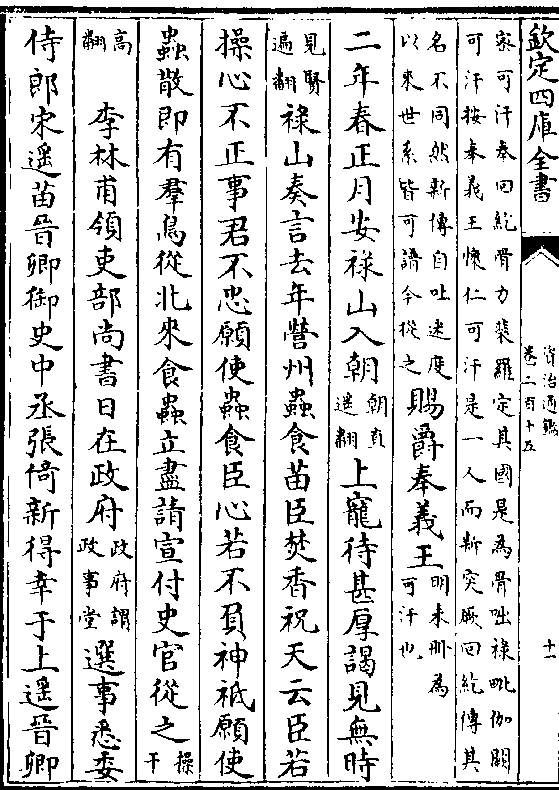 欽定四庫全書
資治通鑑
卷二百十五
十一
家可汗奉回紇骨力裴羅定其國是為骨咄祿毗伽闕
可汗按奉義王懷仁可汗是一人而新突厥回紇傳其
名不同然新傳自吐迷度
以來世系皆可譜今從之
賜爵奉義王
明未冊為
可汗也
二年春正月安祿山入朝
朝直
遙翻
上寵待甚厚謁見無時
見賢
遍翻
祿山奏言去年營州蟲食苗臣焚香祝天云臣若
操心不正事君不忠願使蟲食臣心若不負神祇願使
蟲散即有羣鳥從北來食蟲立盡請宣付史官從之
操
千
高
翻
李林甫領吏部尚書日在政府
政府謂
政事堂
選事悉委
侍郎宋遙苗晉卿御史中丞張倚新得幸于上遙晉卿